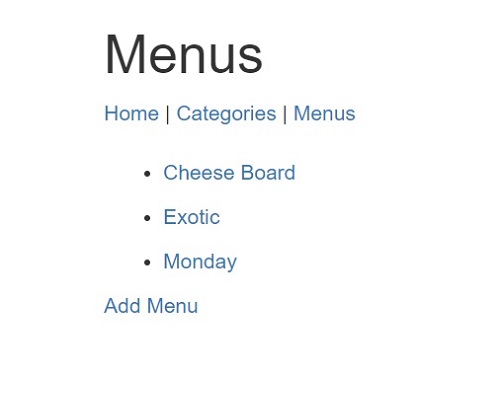 Menus
Home | Categories | Menus
Cheese Board
Exotic
Monday
Add Menu